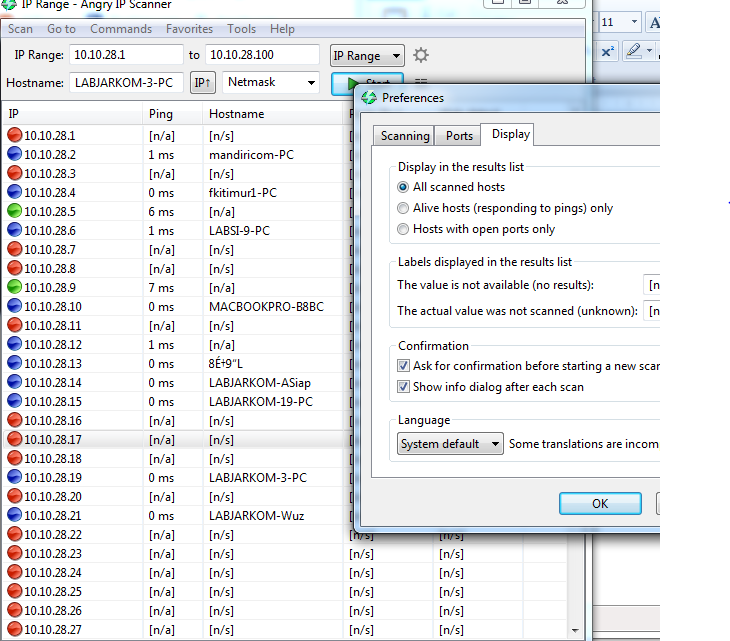 IP Range - Angry IP Scanner
Scan Go to Commands Favorites Tools Help
IP Range: 10.10.28.1 to 10.10.28.100 IP Range
Hostname: LABJARKOM-3-PC IP↑ Netmask Start
IP Ping Hostname
10.10.28.1 [n/a] [n/s]
10.10.28.2 1 ms mandiricom-PC
10.10.28.3 [n/a] [n/s]
10.10.28.4 0 ms fkitimur1-PC
10.10.28.5 6 ms [n/a]
10.10.28.6 1 ms LABSI-9-PC
10.10.28.7 [n/a] [n/s]
10.10.28.8 [n/a] [n/s]
10.10.28.9 7 ms [n/a]
10.10.28.10 0 ms MACBOOKPRO-B8BC
10.10.28.11 [n/a] [n/s]
10.10.28.12 1 ms [n/a]
10.10.28.13 0 ms 8É+9"L
10.10.28.14 0 ms LABJARKOM-ASiap
10.10.28.15 0 ms LABJARKOM-19-PC
10.10.28.16 [n/a] [n/s]
10.10.28.17 [n/a] [n/s]
10.10.28.18 [n/a] [n/s]
10.10.28.19 0 ms LABJARKOM-3-PC
10.10.28.20 [n/a] [n/s]
10.10.28.21 0 ms LABJARKOM-Wuz
10.10.28.22 [n/a] [n/s] [n/s] [n/s]
10.10.28.23 [n/a] [n/s] [n/s] [n/s]
10.10.28.24 [n/a] [n/s] [n/s] [n/s]
10.10.28.25 [n/a] [n/s] [n/s] [n/s]
10.10.28.26 [n/a] [n/s] [n/s] [n/s]
10.10.28.27 [n/a] [n/s] [n/s] [n/s]
11 A
x²
Preferences
Scanning Ports Display
Display in the results list
All scanned hosts
Alive hosts (responding to pings) only
Hosts with open ports only
Labels displayed in the results list
The value is not available (no results): [n
The actual value was not scanned (unknown): [n
Confirmation
Ask for confirmation before starting a new scan
Show info dialog after each scan
Language
System default Some translations are incom
OK